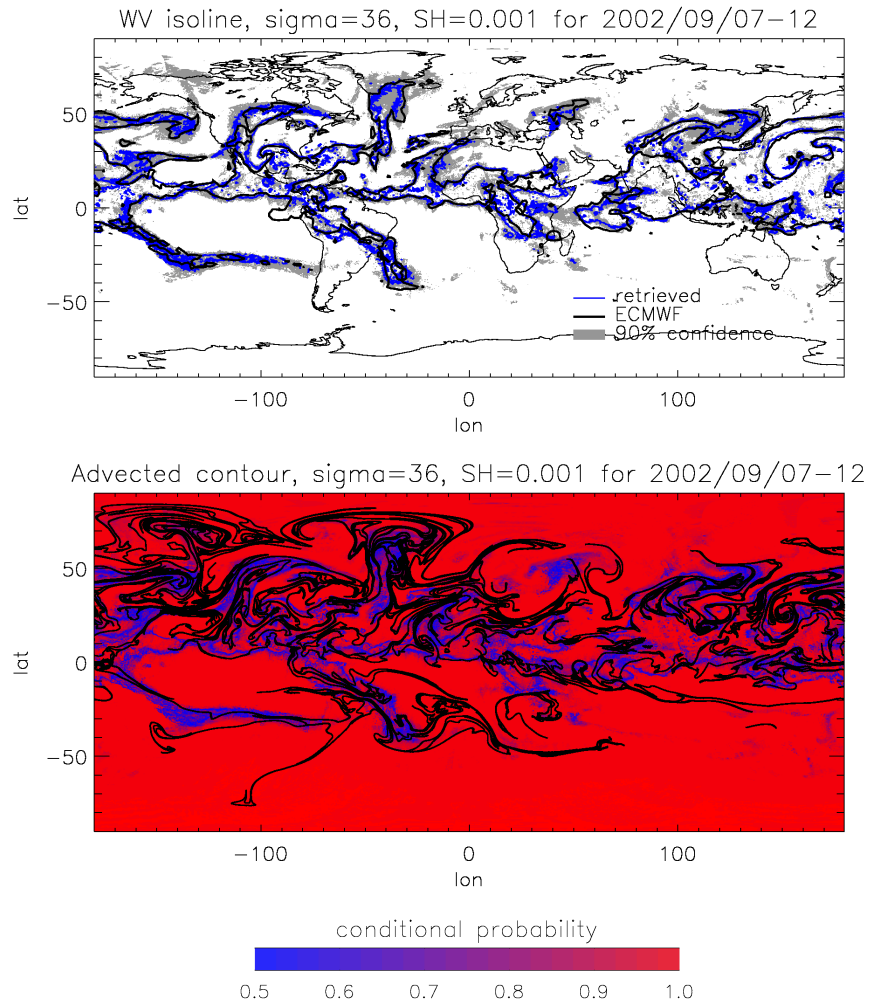 WV isoline, sigma=36, SH=0.001 for 2002/09/07-12
lat
50
0
-50
retrieved
ECMWF
90% confidence
-100 0 100
lon
Advected contour, sigma=36, SH=0.001 for 2002/09/07-12
lat
50
0
-50
-100 0 100
lon
conditional probability
0.5 0.6 0.7 0.8 0.9 1.0